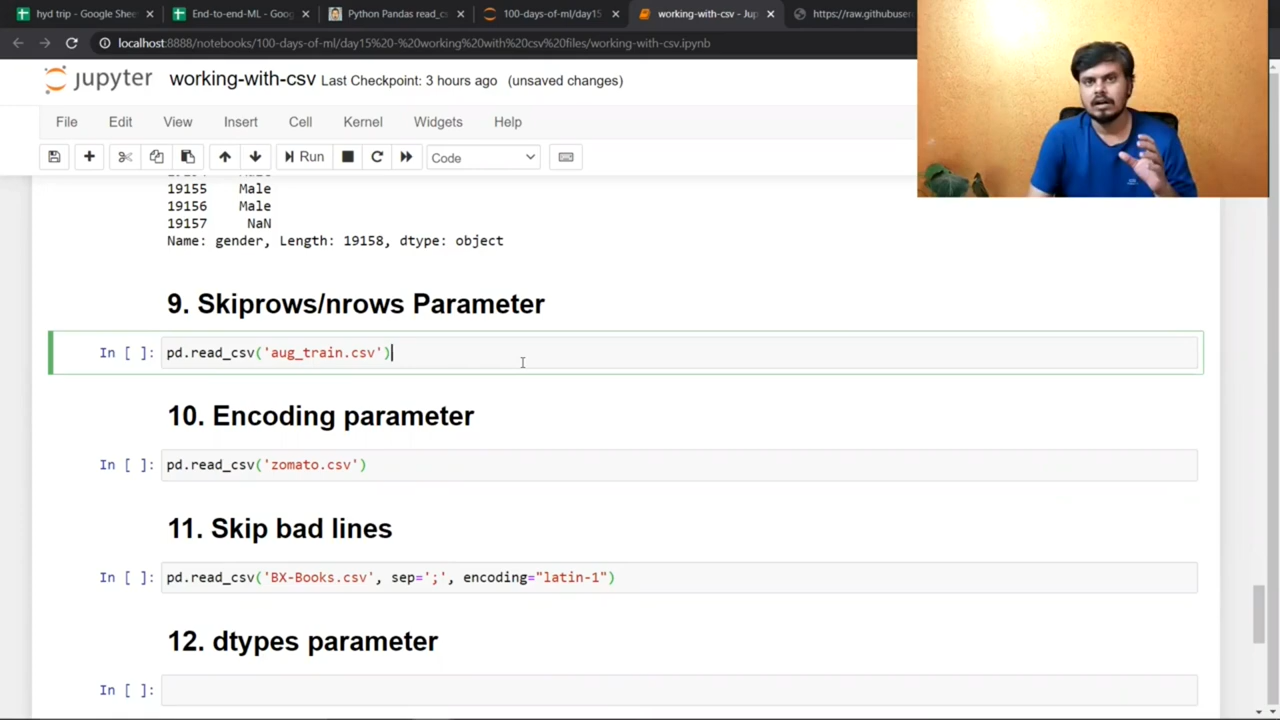 hyd trip - Google Shee
End-to-end-ML - Goog
Python Pandas read_cs
100-days-of-ml/day15
working-with-csv - Jup
https://raw.githubuser
localhost:8888/notebooks/100-days-of-ml/day15%20-%20working%20with%20csv%20files/working-with-csv.ipynb
jupyter working-with-csv Last Checkpoint: 3 hours ago (unsaved changes)
File Edit View Insert Cell Kernel Widgets Help
Run Code
19155 Male
19156 Male
19157 NaN
Name: gender, Length: 19158, dtype: object
9. Skiprows/nrows Parameter
In [ ]: pd.read_csv('aug_train.csv')
10. Encoding parameter
In [ ]: pd.read_csv('zomato.csv')
11. Skip bad lines
In [ ]: pd.read_csv('BX-Books.csv', sep=';', encoding="latin-1")
12. dtypes parameter
In [ ]: